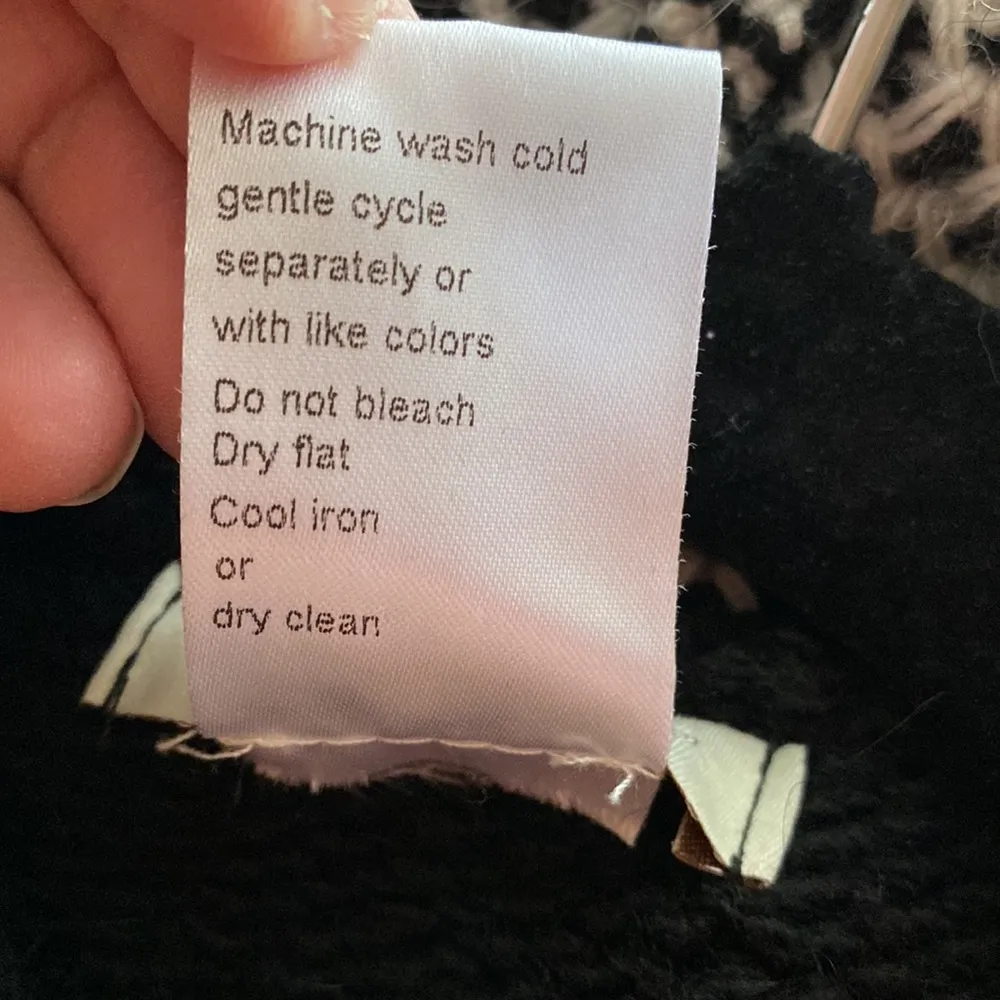 Machine wash cold
gentle cycle
separately or
with like colors
Do not bleach
Dry flat
Cool iron
or
dry clean